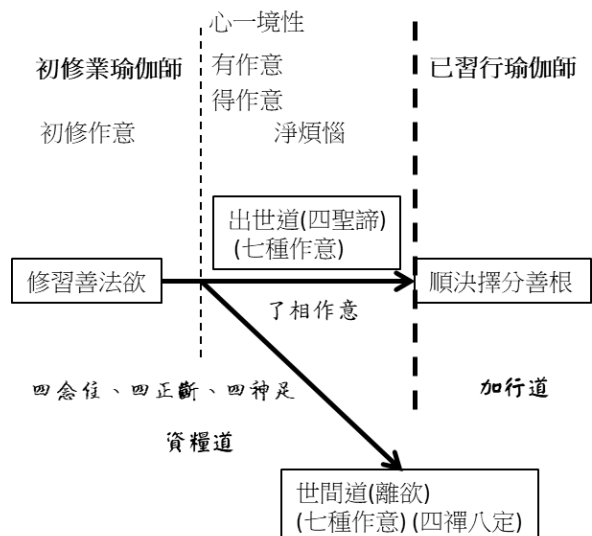 心一境性
初修業瑜伽師
有作意
已習行瑜伽師
得作意
初修作意
淨煩惱
出世道(四聖諦)
(七種作意)
修習善法欲
順決擇分善根
了相作意
四念住、四正斷、四神足
加行道
資糧道
世間道(離欲)
(七種作意) (四禪八定)